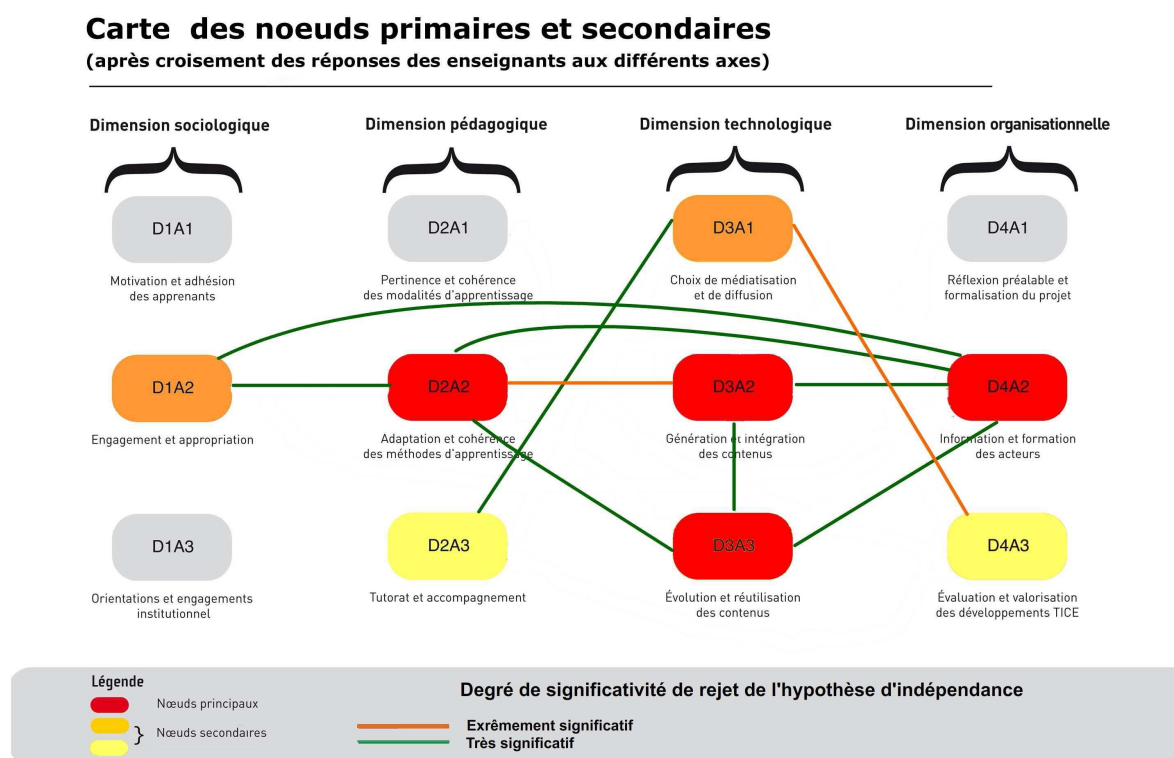 Carte des noeuds primaires et secondaires
(après croisement des réponses des enseignants aux différents axes)
Dimension sociologique
Dimension pédagogique
Dimension technologique
Dimension organisationnelle
D1A1
D2A1
D3A1
D4A1
Motivation et adhésion
des apprenants
Pertinence et cohérence
des modalités d'apprentissage
Choix de médiatisation
et de diffusion
Réflexion préalable et
formalisation du projet
D1A2
D2A2
D3A2
D4A2
Engagement et appropriation
Adaptation et cohérence
des méthodes d'apprentissage
Génération et intégration
des contenus
Information et formation
des acteurs
D1A3
D2A3
D3A3
D4A3
Orientations et engagements
institutionnel
Tutorat et accompagnement
Évolution et réutilisation
des contenus
Évaluation et valorisation
des développements TICE
Légende
Nœuds principaux
Nœuds secondaires
Degré de significativité de rejet de l'hypothèse d'indépendance
Exrêmement significatif
Très significatif